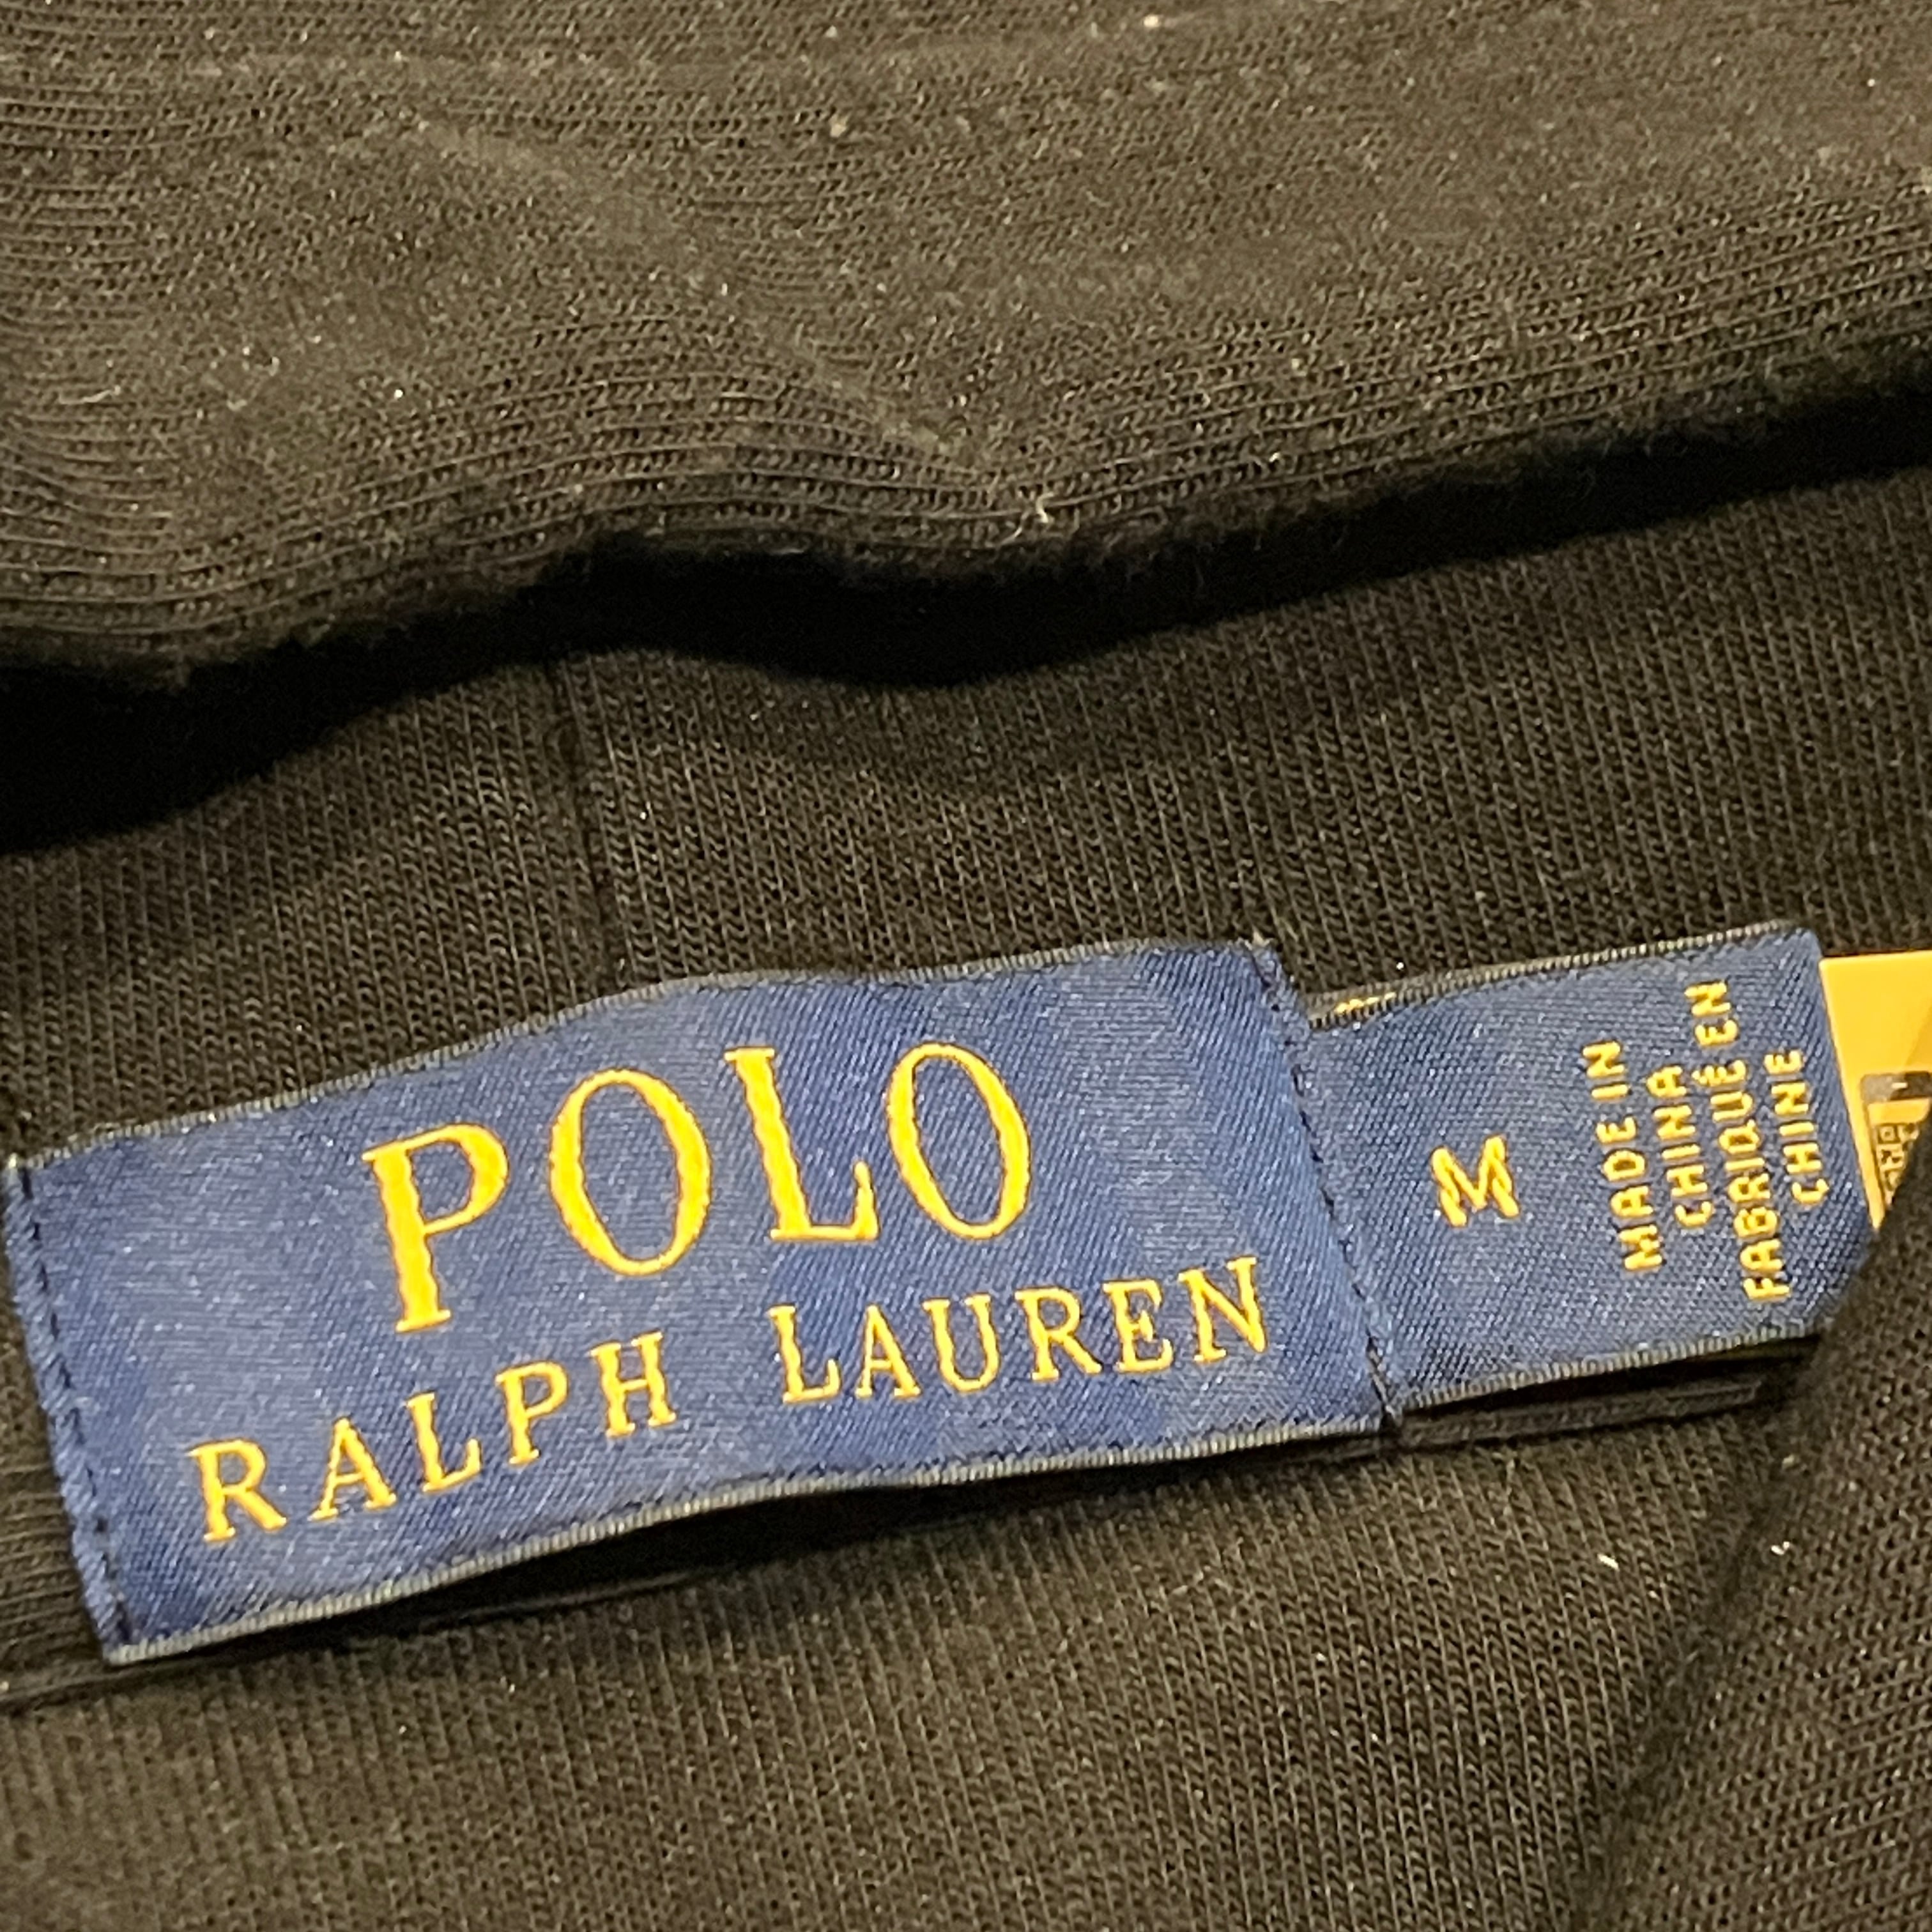 POLO
RALPH LAUREN
M
MADE IN
CHINA
FABRIQUÉ EN
CHINE